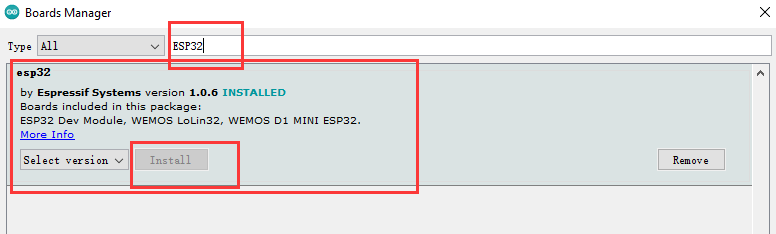 Boards Manager
Type All ESP32
esp32
by Espressif Systems version 1.0.6 INSTALLED
Boards included in this package:
ESP32 Dev Module, WEMOS LoLin32, WEMOS D1 MINI ESP32.
More Info
Select version Install Remove